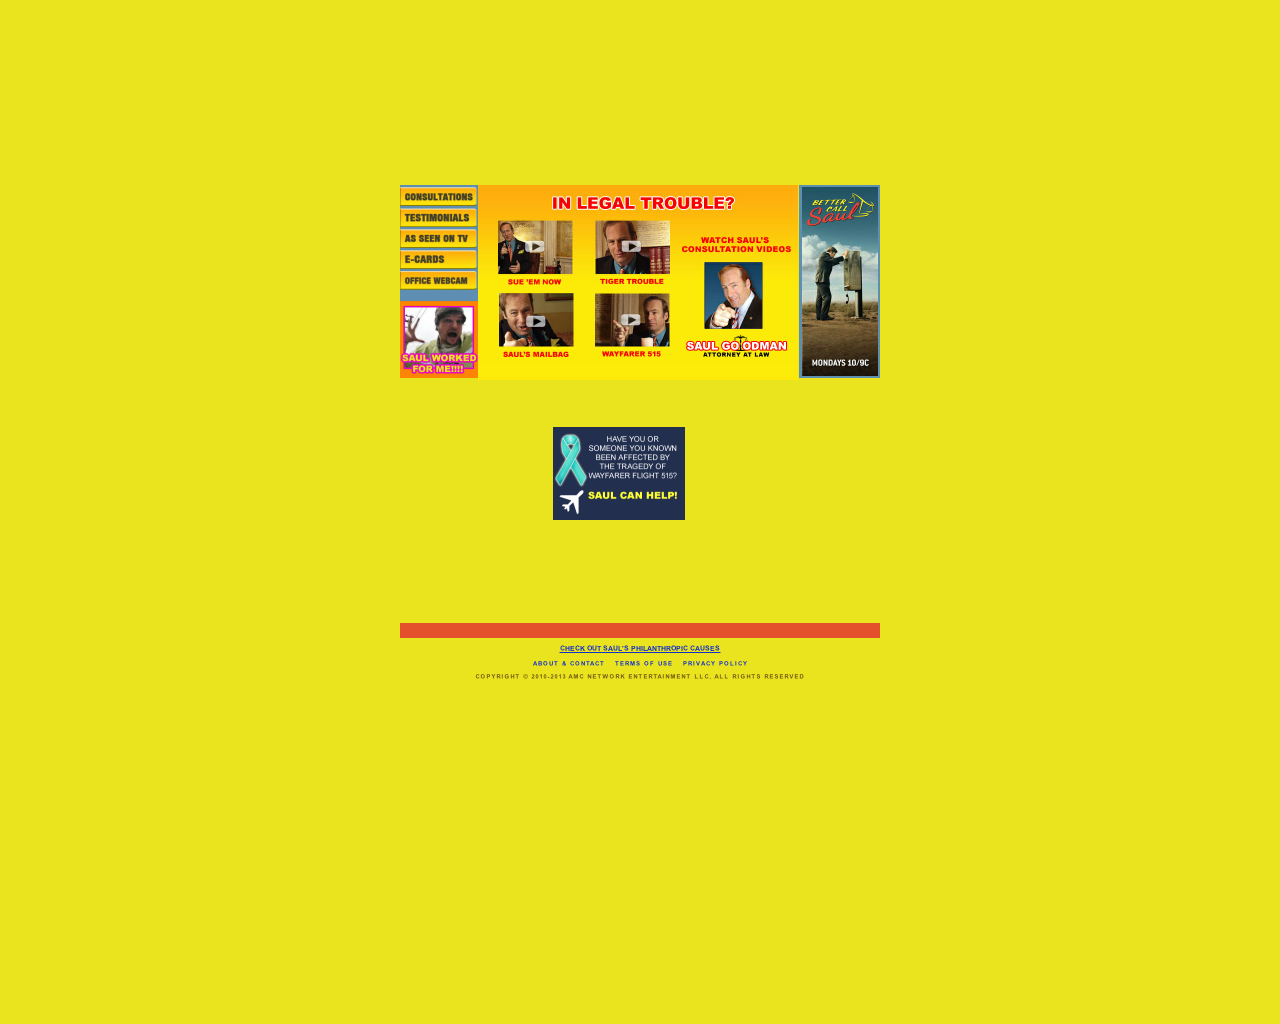 CONSULTATIONS
TESTIMONIALS
AS SEEN ON TV
E-CARDS
OFFICE WEBCAM
SAUL WORKED
FOR ME!!!!
IN LEGAL TROUBLE?
SUE 'EM NOW
TIGER TROUBLE
SAUL'S MAILBAG
WAYFARER 515
WATCH SAUL'S
CONSULTATION VIDEOS
SAUL GOODMAN
ATTORNEY AT LAW
BETTER
CALL
Saul
MONDAYS 10/9C
HAVE YOU OR
SOMEONE YOU KNOWN
BEEN AFFECTED BY
THE TRAGEDY OF
WAYFARER FLIGHT 515?
SAUL CAN HELP!
CHECK OUT SAUL'S PHILANTHROPIC CAUSES
ABOUT & CONTACT TERMS OF USE PRIVACY POLICY
COPYRIGHT © 2010-2013 AMC NETWORK ENTERTAINMENT LLC. ALL RIGHTS RESERVED